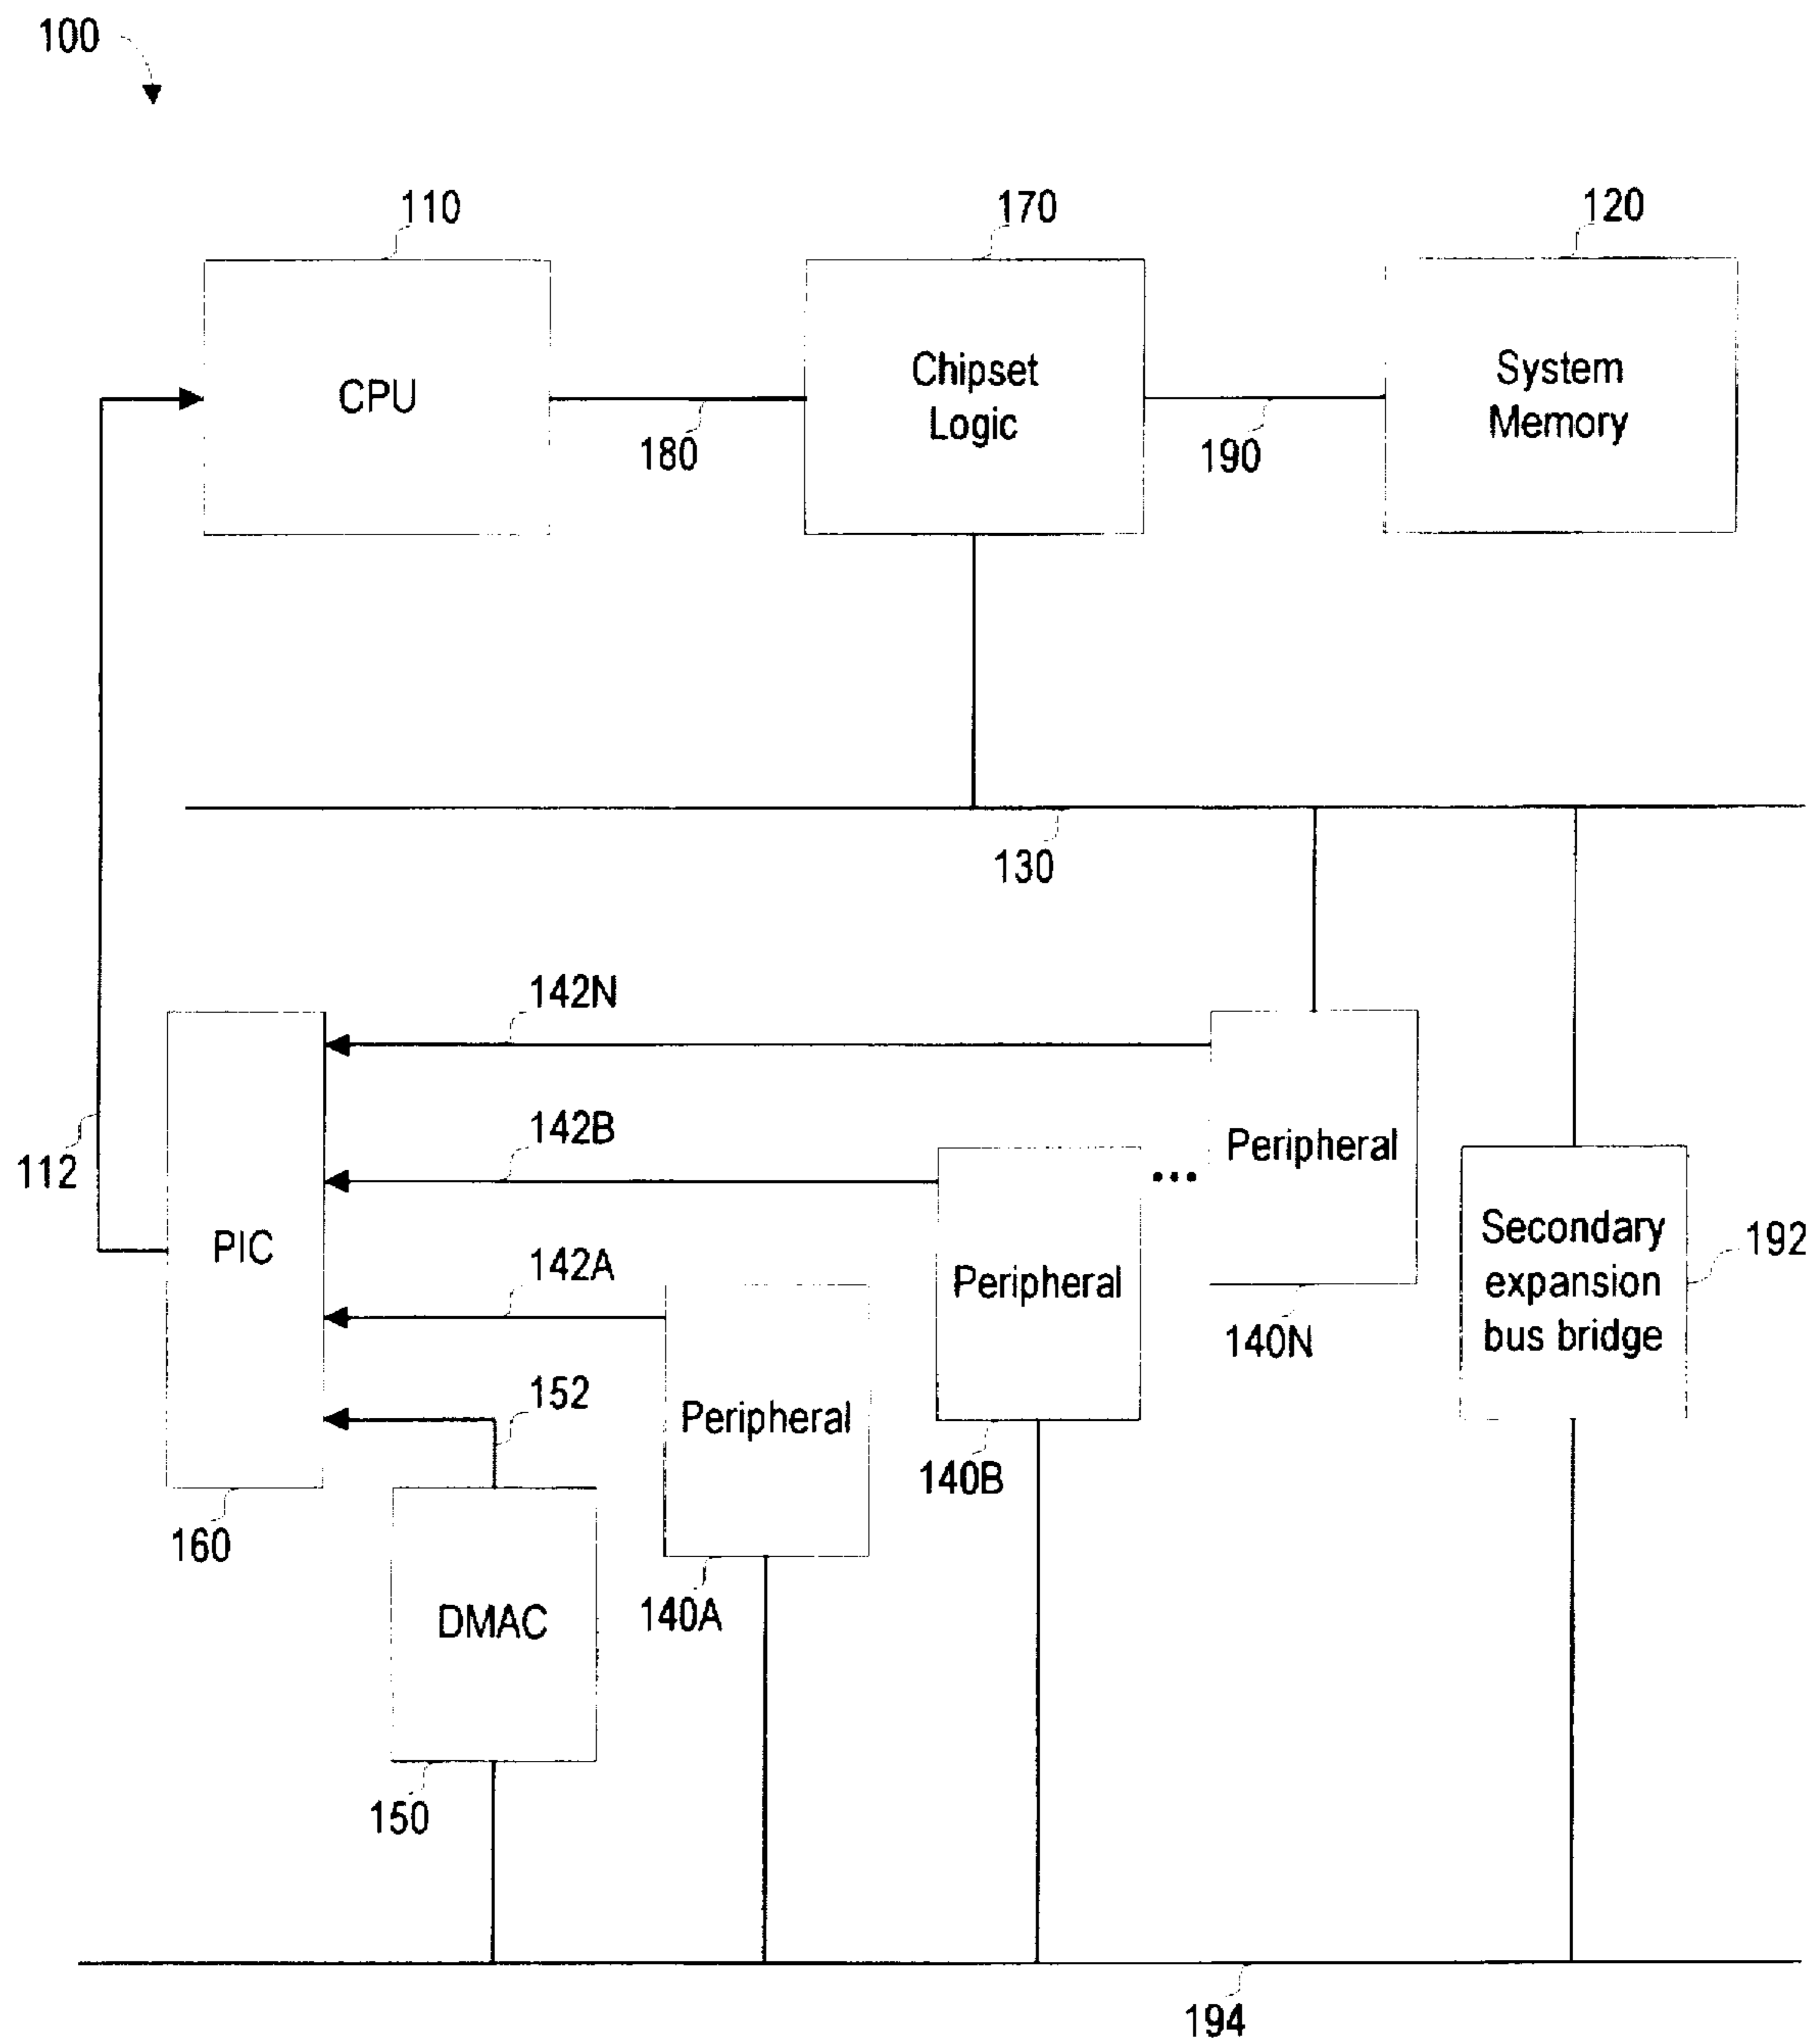 100
110
170
120
CPU
Chipset
Logic
System
Memory
180
190
130
142N
142B
Peripheral
112
PIC
142A
Peripheral
Secondary
expansion
bus bridge
192
140N
152
Peripheral
140B
160
DMAC
140A
150
194